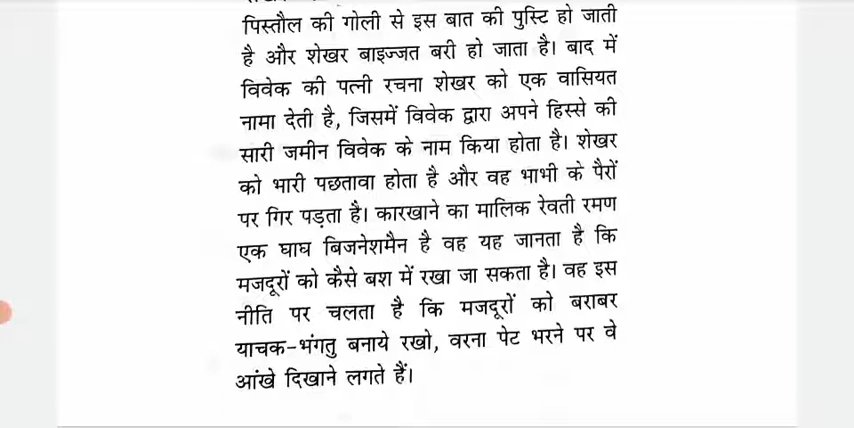 पिस्तौल की गोली से इस बात की पुस्टि हो जाती
है और शेखर बाइज्जत बरी हो जाता है। बाद में
विवेक की पत्नी रचना शेखर को एक वासियत
नामा देती है, जिसमें विवेक द्वारा अपने हिस्से की
सारी जमीन विवेक के नाम किया होता है। शेखर
को भारी पछतावा होता है और वह भाभी के पैरों
पर गिर पड़ता है। कारखाने का मालिक रेवती रमण
एक घाघ बिजनेशमैन है वह यह जानता है कि
मजदूरों को कैसे बश में रखा जा सकता है। वह इस
नीति पर चलता है कि मजदूरों को बराबर
याचक-भंगतु बनाये रखो, वरना पेट भरने पर वे
आंखे दिखाने लगते हैं।